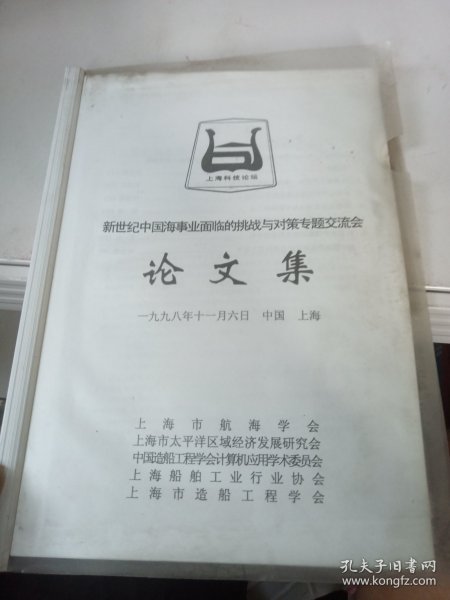 上海科技论坛
新世纪中国海事业面临的挑战与对策专题交流会
论文集
一九九八年十一月六日 中国 上海
上海市航海学会
上海市太平洋区域经济发展研究会
中国造船工程学会计算机应用学术委员会
上海船舶工业行业协会
上海市造船工程学会
孔夫子旧书网
www.kongfz.com